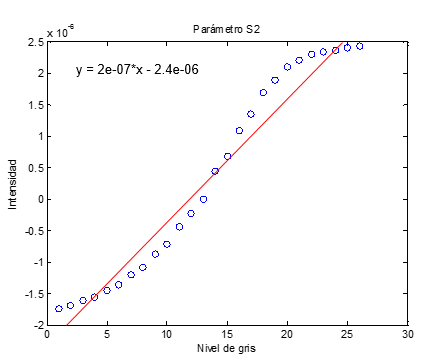 Parámetro S2
x 10^-6
y = 2e-07*x - 2.4e-06
Intensidad
2.5
2
1.5
1
0.5
0
-0.5
-1
-1.5
-2
0 5 10 15 20 25 30
Nivel de gris